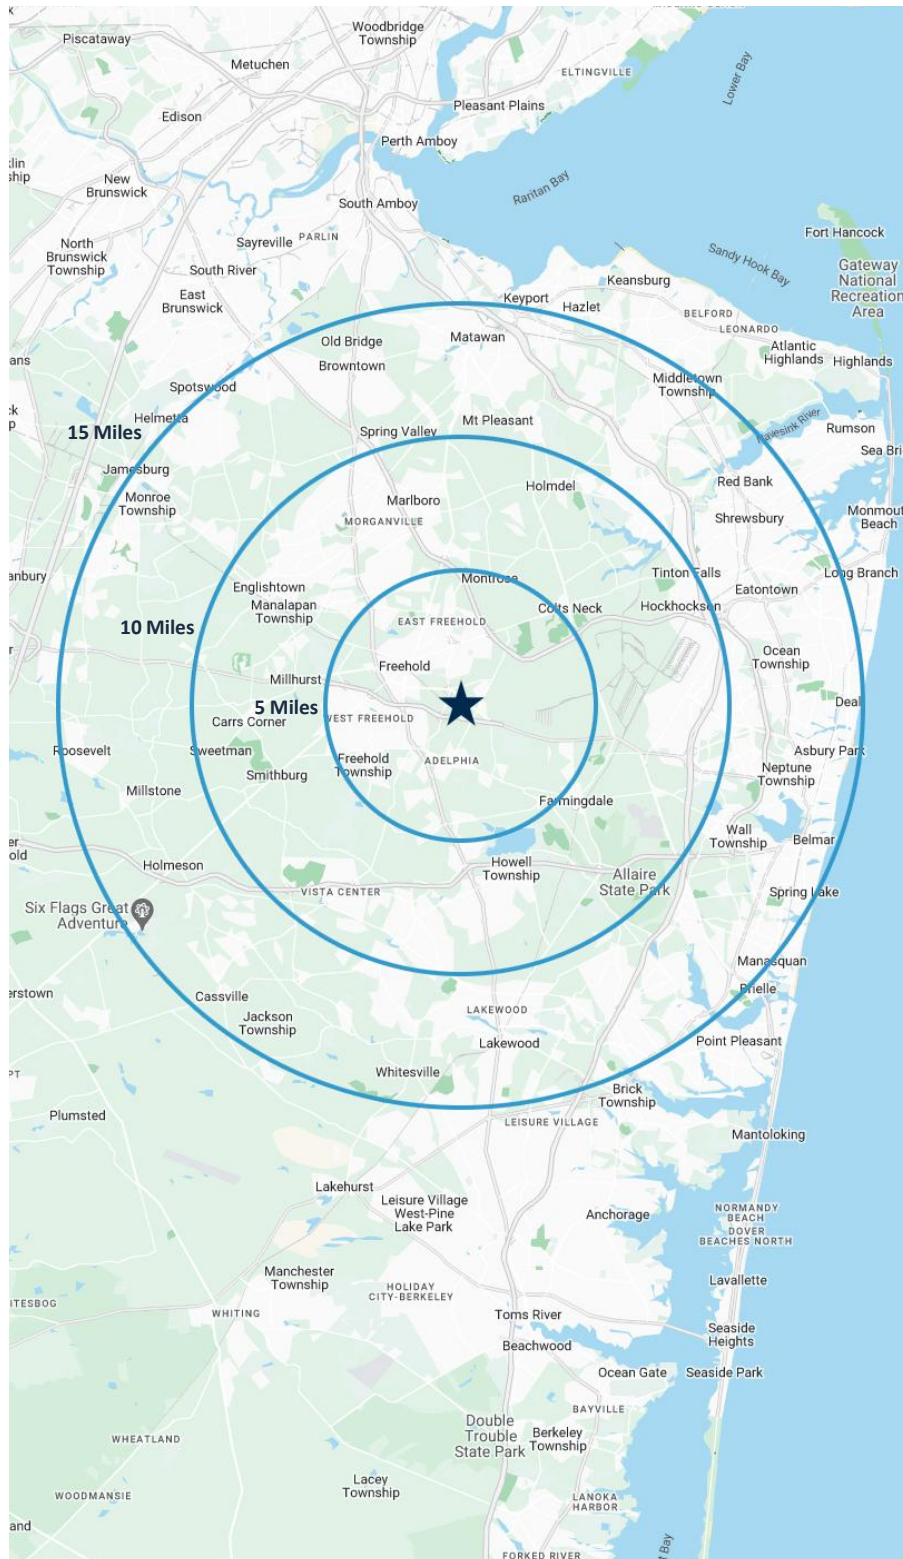 Woodbridge
Township
Piscataway
Metuchen
ELTINGVILLE
Lower Bay
Pleasant Plains
Edison
Perth Amboy
New
Brunswick
Raritan Bay
South Amboy
Fort Hancock
PARLIN
Sayreville
North
Brunswick
Township
Sandy Hook Bay
South River
Gateway
National
Recreation
Area
Keansburg
East
Brunswick
Keyport
Hazlet
BELFORD
LEONARDO
Old Bridge
Matawan
Atlantic
Highlands
Highlands
Browntown
Middletown
Township
Spotswood
Helmetta
Mt Pleasant
Navesink River
15 Miles
Spring Valley
Rumson
Sea Bri
Jamesburg
Red Bank
Holmdel
Monroe
Township
Marlboro
Monmout
Beach
MORGANVILLE
Shrewsbury
anbury
Montrose
Tinton Falls
Long Branch
Englishtown
Eatontown
Manalapan
Township
Colts Neck
Hockhockson
EAST FREEHOLD
10 Miles
Ocean
Township
Freehold
Millhurst
5 Miles
Deal
WEST FREEHOLD
Carrs Corner
Roosevelt
Sweetman
Asbury Park
Freehold
Township
ADELPHIA
Neptune
Township
Smithburg
Millstone
Farmingdale
Wall
Township
Belmar
old
Holmeson
Howell
Township
Allaire
State Park
VISTA CENTER
Spring Lake
Six Flags Great
Adventure
Manasquan
Brielle
erstown
Cassville
LAKEWOOD
Jackson
Township
Lakewood
Point Pleasant
Whitesville
Brick
Township
Plumsted
LEISURE VILLAGE
Mantoloking
Lakehurst
Leisure Village
West-Pine
Lake Park
Anchorage
NORMANDY
BEACH
DOVER
BEACHES NORTH
Manchester
Township
Lavallette
HOLIDAY
CITY-BERKELEY
ITESBOG
WHITING
Toms River
Seaside
Heights
Beachwood
Ocean Gate
Seaside Park
BAYVILLE
Double
Trouble
State Park
Berkeley
Township
WHEATLAND
Lacey
Township
WOODMANSIE
LANOKA
HARBOR
and
FORKED RIVER
Bay